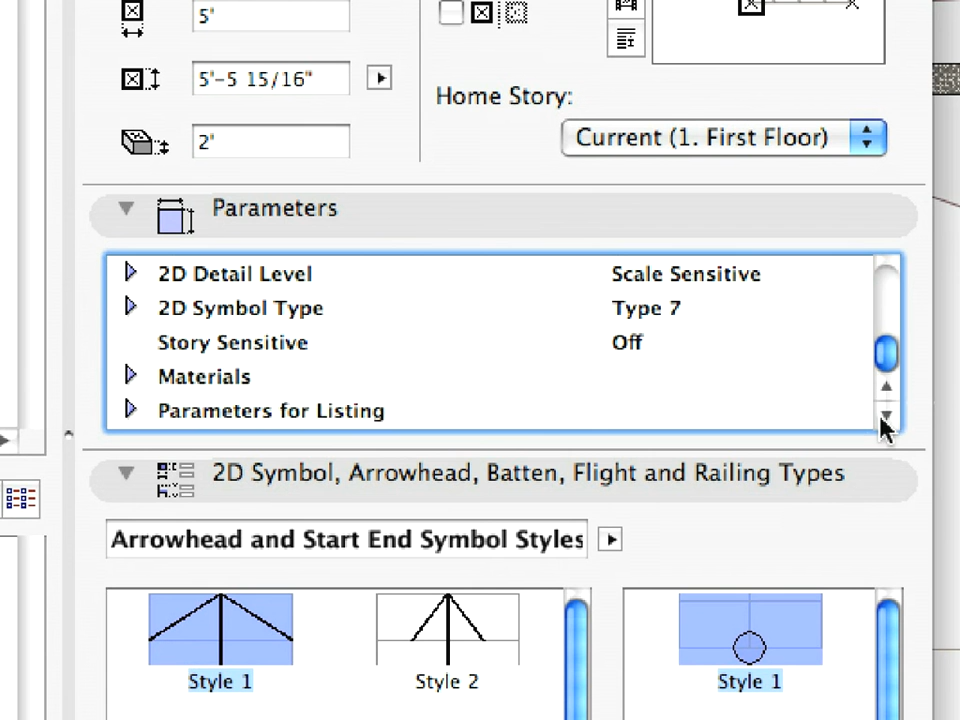 5'
5'-5 15/16"
Home Story:
2'
Current (1. First Floor)
Parameters
2D Detail Level Scale Sensitive
2D Symbol Type Type 7
Story Sensitive Off
Materials
Parameters for Listing
2D Symbol, Arrowhead, Batten, Flight and Railing Types
Arrowhead and Start End Symbol Styles
Style 1 Style 2 Style 1